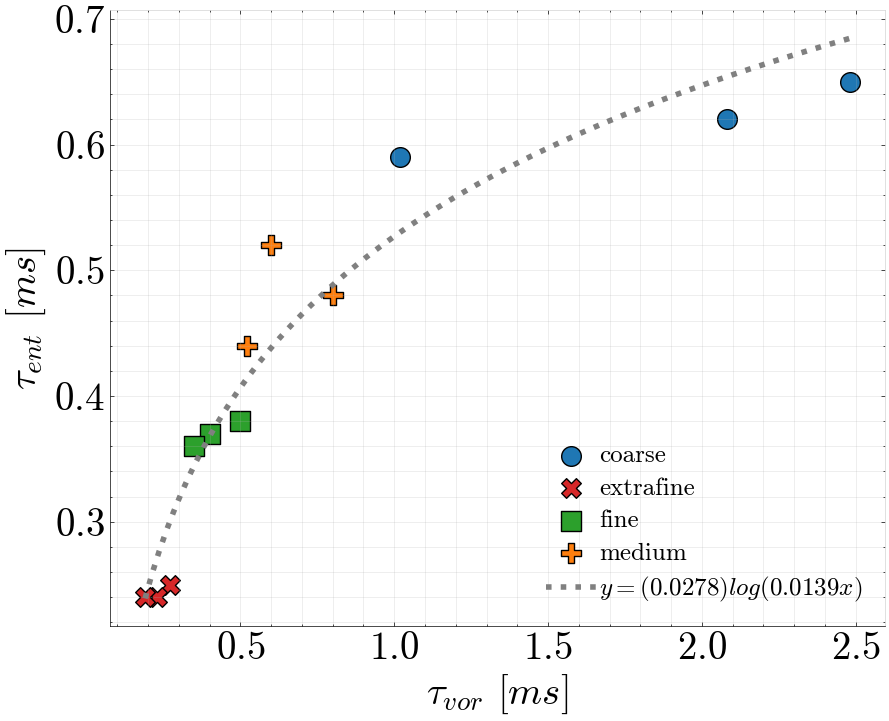 0.7
0.6
0.5
0.4
0.3
τ_ent [ms]
coarse
extrafine
fine
medium
y = (0.0278)log(0.0139x)
0.5 1.0 1.5 2.0 2.5
τ_vor [ms]